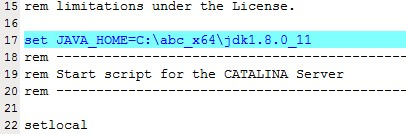 15 rem limitations under the License.
16
17 set JAVA_HOME=C:\abc_x64\jdk1.8.0_11
18 rem ---------------------------------------------
19 rem Start script for the CATALINA Server
20 rem ---------------------------------------------
21
22 setlocal